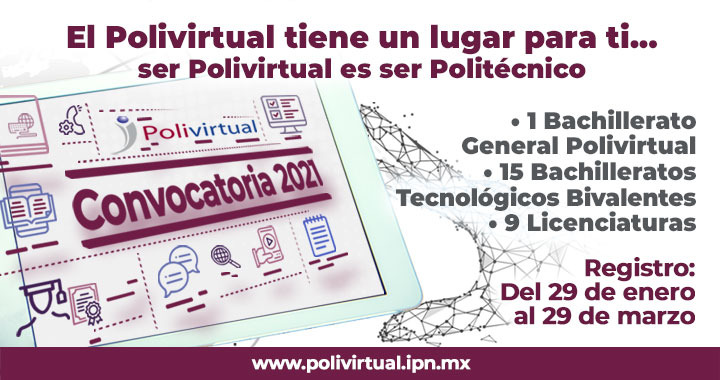 El Polivirtual tiene un lugar para ti...
ser Polivirtual es ser Politécnico
Polivirtual
Convocatoria 2021
• 1 Bachillerato
General Polivirtual
• 15 Bachilleratos
Tecnológicos Bivalentes
• 9 Licenciaturas
Registro:
Del 29 de enero
al 29 de marzo
www.polivirtual.ipn.mx